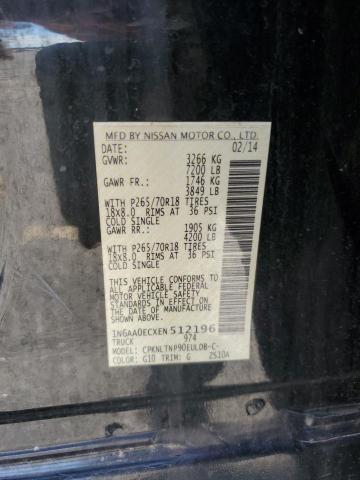 MFD BY NISSAN MOTOR CO., LTD.
DATE: 02/14
GVWR: 3266 KG
7200 LB
GAWR FR.: 1746 KG
3849 LB
WITH P265/70R18 TIRES
18X8.0 RIMS AT 36 PSI
COLD SINGLE
GAWR RR.: 1905 KG
4200 LB
WITH P265/70R18 TIRES
18X8.0 RIMS AT 36 PSI
COLD SINGLE
THIS VEHICLE CONFORMS TO
ALL APPLICABLE FEDERAL
MOTOR VEHICLE SAFETY
STANDARDS IN EFFECT ON
THE DATE OF MANUFACTURE
SHOWN ABOVE.
1N6AA0ECXEN512196
TRUCK 974
MODEL: CPKNLTNP90EULDB-C-
COLOR: G10 TRIM: G ZS10A